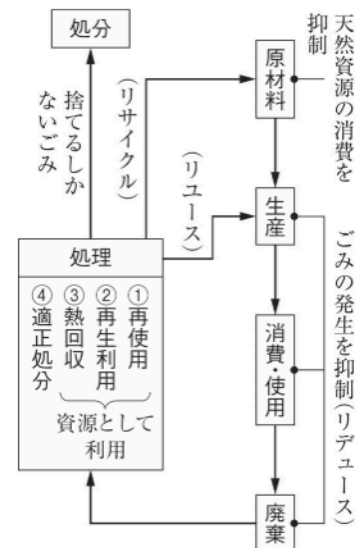 天然資源の消費を
抑制
原材料
生産
消費・使用
廃棄
ごみの発生を抑制(リデュース)
(リユース)
(リサイクル)
処分
捨てるしか
ないごみ
処理
①再使用
②再生利用
③熱回収
④適正処分
資源として
利用